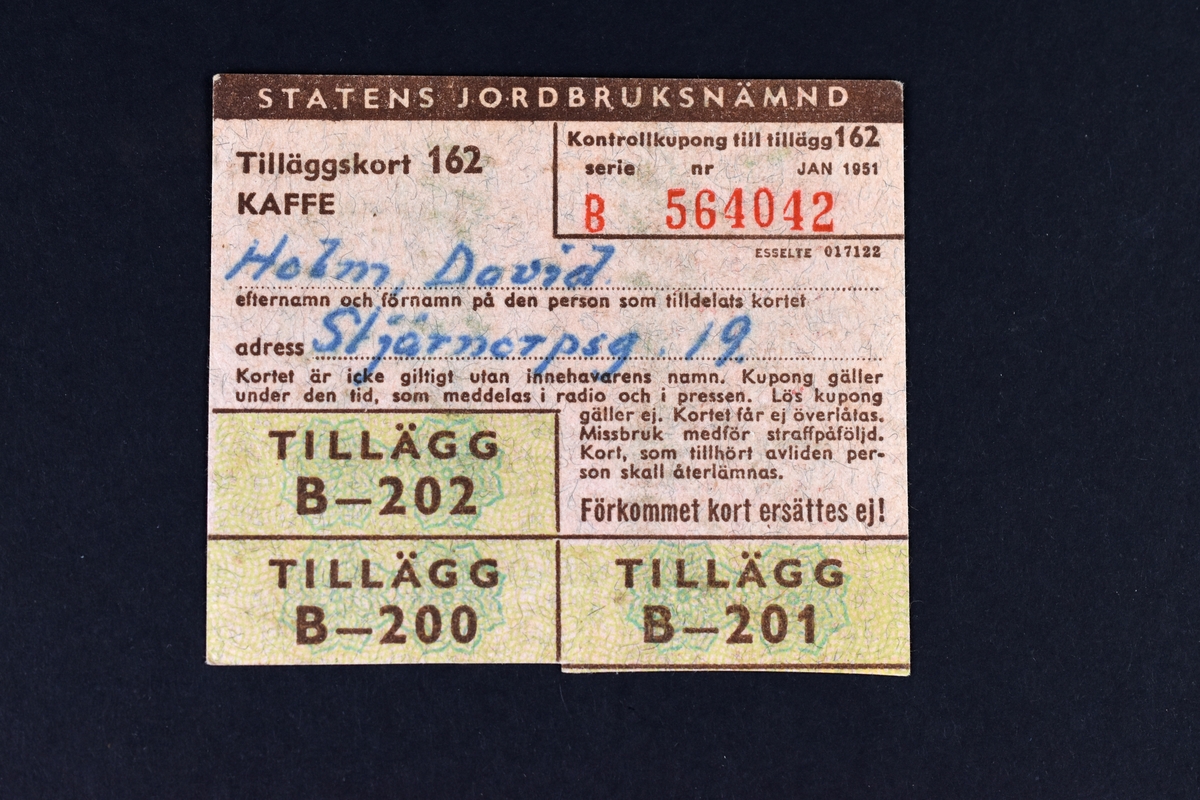 STATENS JORDBRUKSNÄMND
Tilläggskort 162
KAFFE
Kontrollkupong till tillägg 162
serie nr JAN 1951
B 564042
ESSELTE 017122
Holm, David
efternamn och förnamn på den person som tilldelats kortet
adress Stjärnorpsg. 19.
Kortet är icke giltigt utan innehavarens namn. Kupong gäller
under den tid, som meddelas i radio och i pressen. Lös kupong
gäller ej. Kortet får ej överlåtas.
Missbruk medför straffpåföljd.
Kort, som tillhört avliden per-
son skall återlämnas.
Förkommet kort ersättes ej!
TILLÄGG
B—202
TILLÄGG
B—200
TILLÄGG
B—201